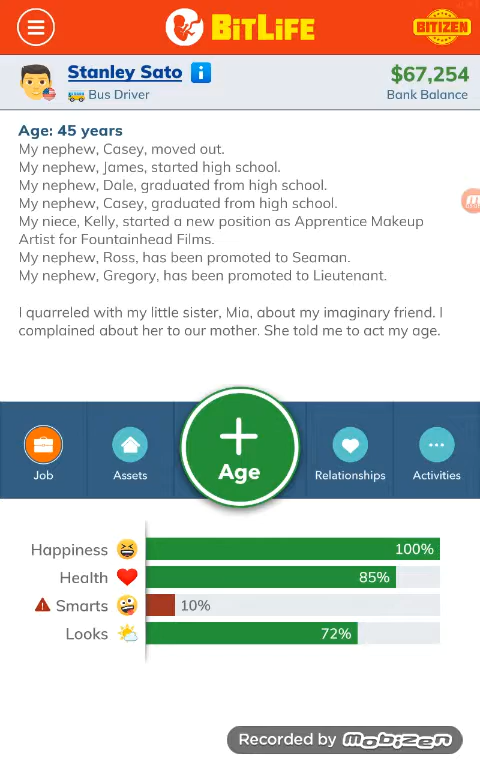 BitLife
BITIZEN
Stanley Sato i
$67,254
Bus Driver
Bank Balance
Age: 45 years
My nephew, Casey, moved out.
My nephew, James, started high school.
My nephew, Dale, graduated from high school.
My nephew, Casey, graduated from high school.
My niece, Kelly, started a new position as Apprentice Makeup
Artist for Fountainhead Films.
My nephew, Ross, has been promoted to Seaman.
My nephew, Gregory, has been promoted to Lieutenant.
I quarreled with my little sister, Mia, about my imaginary friend. I
complained about her to our mother. She told me to act my age.
Job
Assets
Age
Relationships
Activities
Happiness 100%
Health 85%
Smarts 10%
Looks 72%
Recorded by mobizen